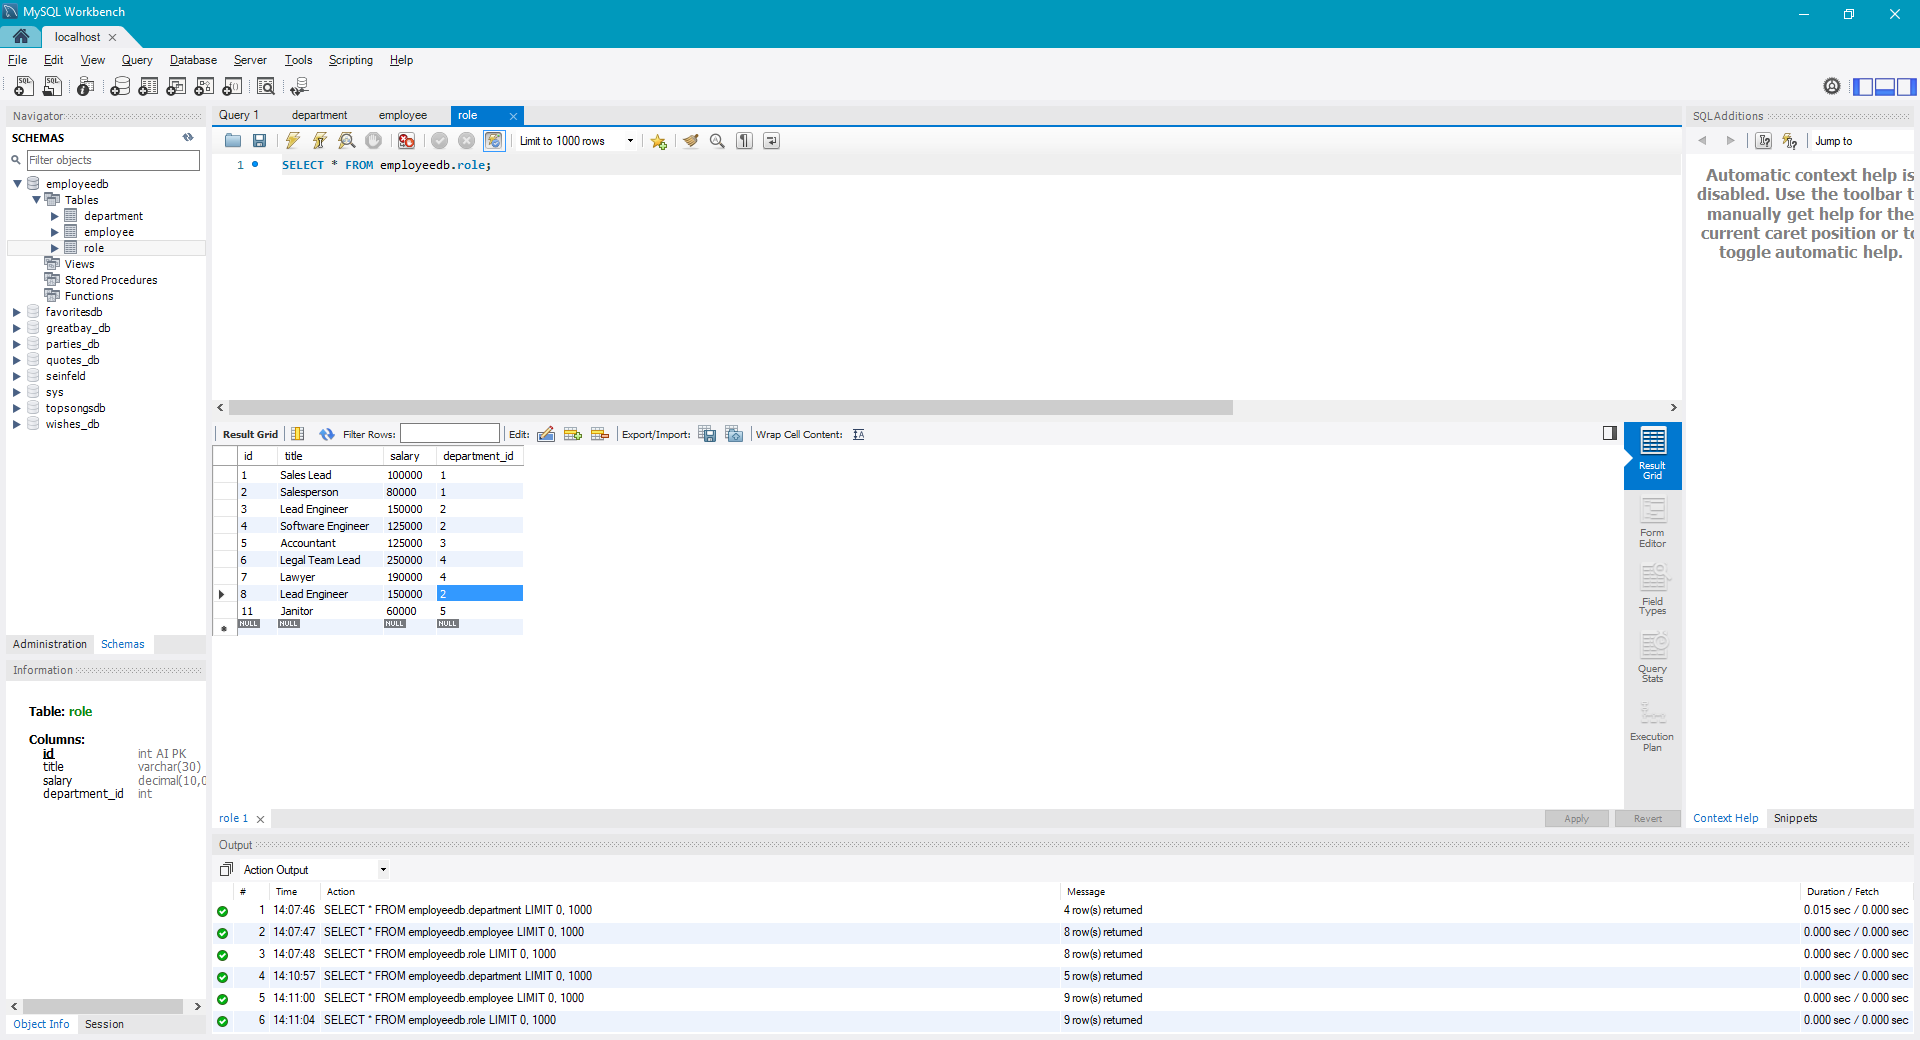 MySQL Workbench
localhost
File Edit View Query Database Server Tools Scripting Help
Navigator
SCHEMAS
Filter objects
employeedb
Tables
department
employee
role
Views
Stored Procedures
Functions
favoritesdb
greatbay_db
parties_db
quotes_db
seinfeld
sys
topsongsdb
wishes_db
Administration Schemas
Information
Table: role
Columns:
id int AI PK
title varchar(30)
salary decimal(10,0
department_id int
Object Info Session
Query 1 department employee role
Limit to 1000 rows
1 SELECT * FROM employeedb.role;
Result Grid Filter Rows: Edit: Export/Import: Wrap Cell Content:
id title salary department_id
1 Sales Lead 100000 1
2 Salesperson 80000 1
3 Lead Engineer 150000 2
4 Software Engineer 125000 2
5 Accountant 125000 3
6 Legal Team Lead 250000 4
7 Lawyer 190000 4
8 Lead Engineer 150000 2
11 Janitor 60000 5
NULL NULL NULL NULL
Result
Grid
Form
Editor
Field
Types
Query
Stats
Execution
Plan
role 1 Apply Revert
SQLAdditions
Jump to
Automatic context help is
disabled. Use the toolbar t
manually get help for the
current caret position or to
toggle automatic help.
Context Help Snippets
Output
Action Output
# Time Action Message Duration / Fetch
1 14:07:46 SELECT * FROM employeedb.department LIMIT 0, 1000 4 row(s) returned 0.015 sec / 0.000 sec
2 14:07:47 SELECT * FROM employeedb.employee LIMIT 0, 1000 8 row(s) returned 0.000 sec / 0.000 sec
3 14:07:48 SELECT * FROM employeedb.role LIMIT 0, 1000 8 row(s) returned 0.000 sec / 0.000 sec
4 14:10:57 SELECT * FROM employeedb.department LIMIT 0, 1000 5 row(s) returned 0.000 sec / 0.000 sec
5 14:11:00 SELECT * FROM employeedb.employee LIMIT 0, 1000 9 row(s) returned 0.000 sec / 0.000 sec
6 14:11:04 SELECT * FROM employeedb.role LIMIT 0, 1000 9 row(s) returned 0.000 sec / 0.000 sec